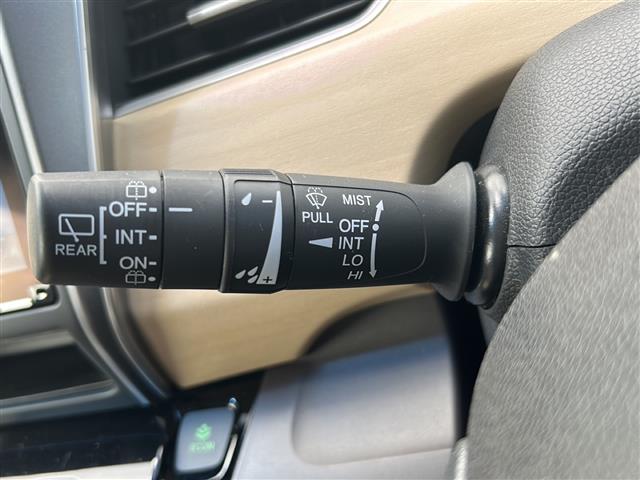 REAR
OFF
INT
ON
− +
PULL
MIST
OFF
INT
LO
HI
ECON